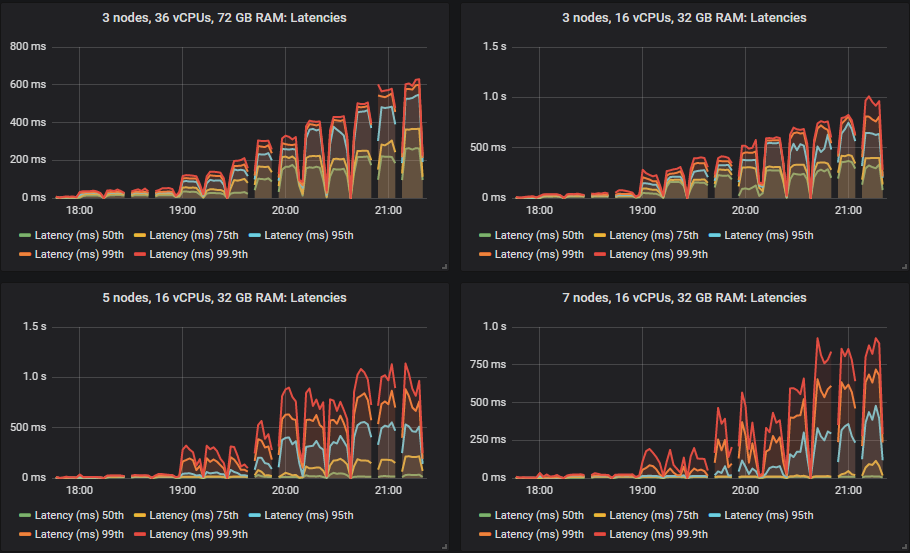 3 nodes, 36 vCPUs, 72 GB RAM: Latencies
800 ms
600 ms
400 ms
200 ms
0 ms
18:00 19:00 20:00 21:00
Latency (ms) 50th Latency (ms) 75th Latency (ms) 95th
Latency (ms) 99th Latency (ms) 99.9th
3 nodes, 16 vCPUs, 32 GB RAM: Latencies
1.5 s
1.0 s
500 ms
0 ms
18:00 19:00 20:00 21:00
Latency (ms) 50th Latency (ms) 75th Latency (ms) 95th
Latency (ms) 99th Latency (ms) 99.9th
5 nodes, 16 vCPUs, 32 GB RAM: Latencies
1.5 s
1.0 s
500 ms
0 ms
18:00 19:00 20:00 21:00
Latency (ms) 50th Latency (ms) 75th Latency (ms) 95th
Latency (ms) 99th Latency (ms) 99.9th
7 nodes, 16 vCPUs, 32 GB RAM: Latencies
1.0 s
750 ms
500 ms
250 ms
0 ms
18:00 19:00 20:00 21:00
Latency (ms) 50th Latency (ms) 75th Latency (ms) 95th
Latency (ms) 99th Latency (ms) 99.9th